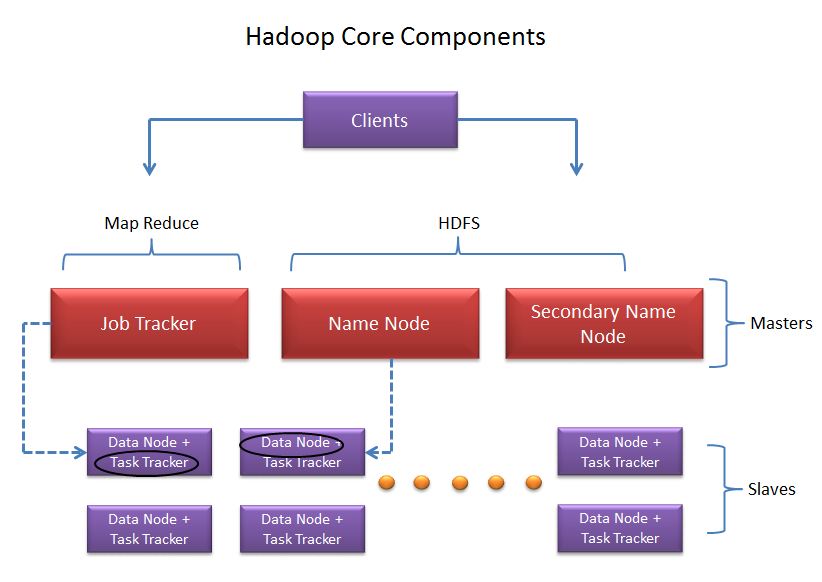 Hadoop Core Components
Clients
Map Reduce
HDFS
Job Tracker
Name Node
Secondary Name
Node
Masters
Data Node +
Task Tracker
Data Node +
Task Tracker
Data Node +
Task Tracker
Slaves
Data Node +
Task Tracker
Data Node +
Task Tracker
Data Node +
Task Tracker